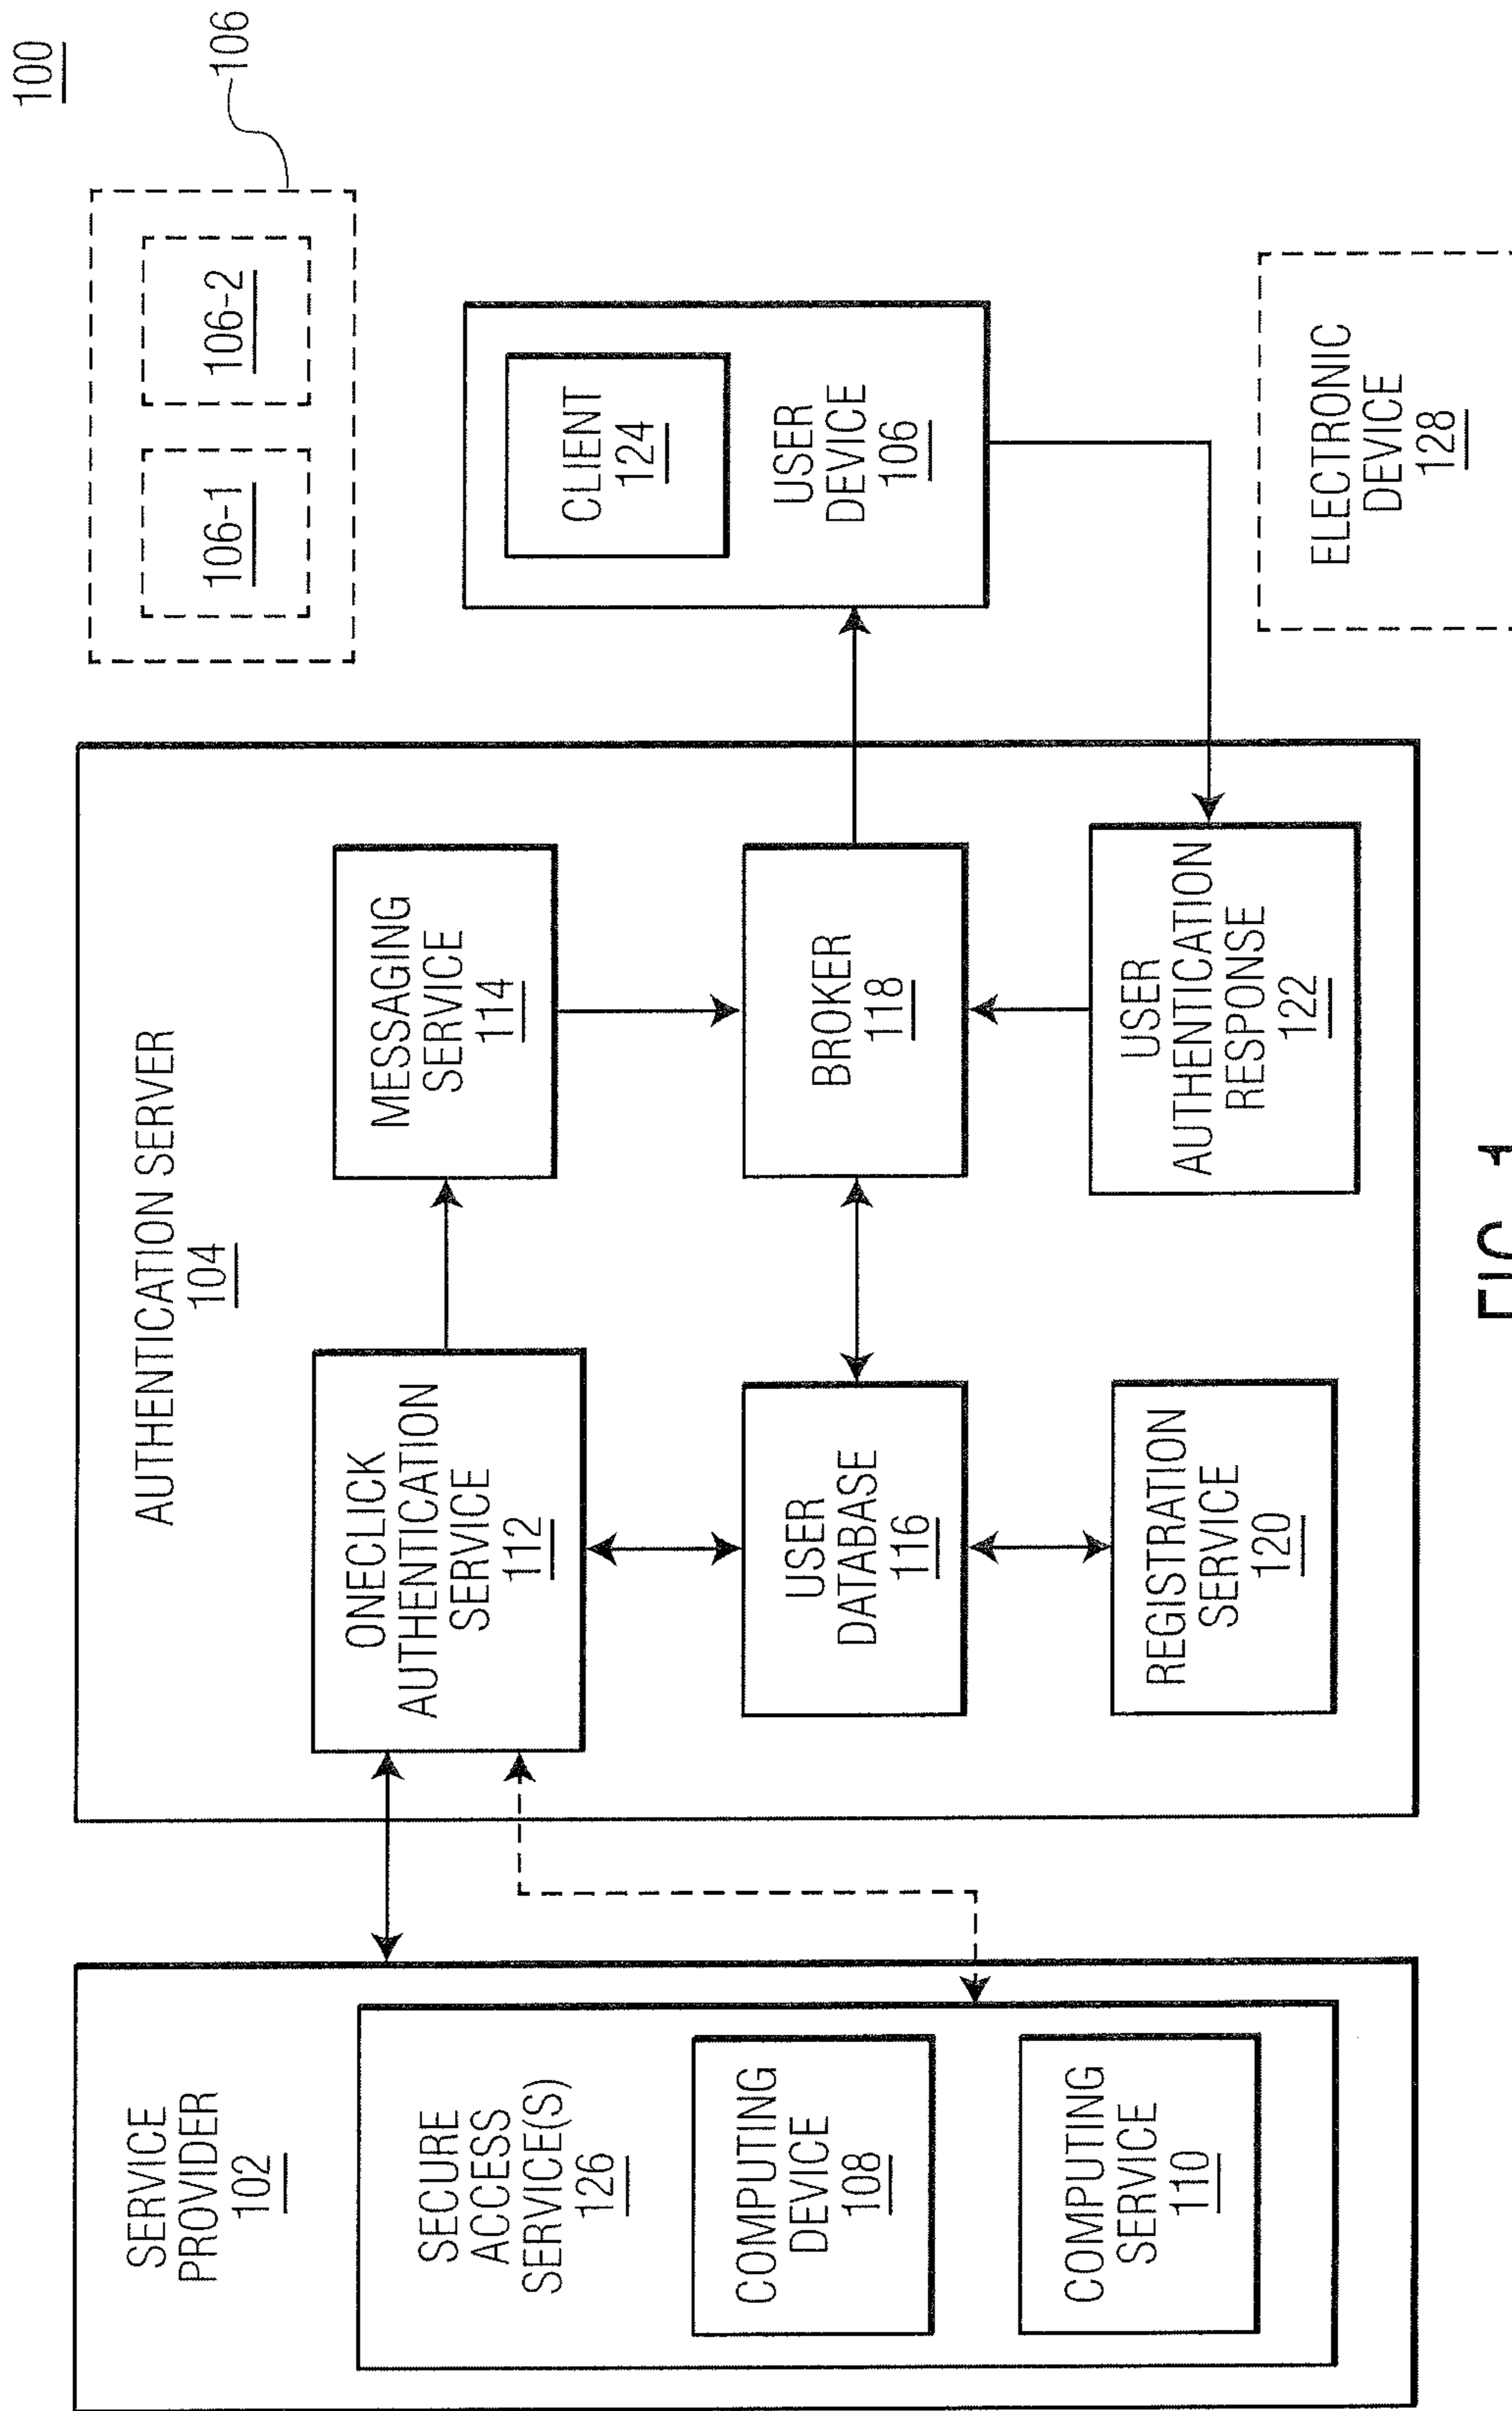 100
106
106-1
106-2
SERVICE
PROVIDER
102
SECURE
ACCESS
SERVICE(S)
126
COMPUTING
DEVICE
108
COMPUTING
SERVICE
110
AUTHENTICATION SERVER
104
ONECLICK
AUTHENTICATION
SERVICE
112
MESSAGING
SERVICE
114
USER
DATABASE
116
BROKER
118
REGISTRATION
SERVICE
120
USER
AUTHENTICATION
RESPONSE
122
CLIENT
124
USER
DEVICE
106
ELECTRONIC
DEVICE
128
FIG. 1